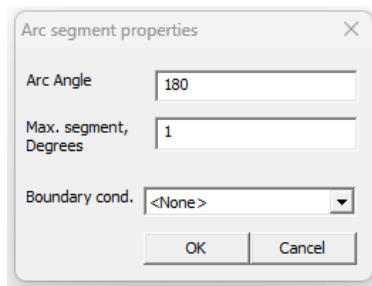 Arc segment properties
Arc Angle
180
Max. segment,
Degrees
1
Boundary cond.
<None>
OK
Cancel